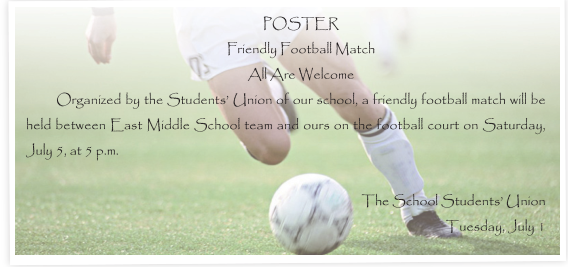 POSTER
Friendly Football Match
All Are Welcome
Organized by the Students' Union of our school, a friendly football match will be
held between East Middle School team and ours on the football court on Saturday,
July 5, at 5 p.m.
The School Students' Union
Tuesday, July 1